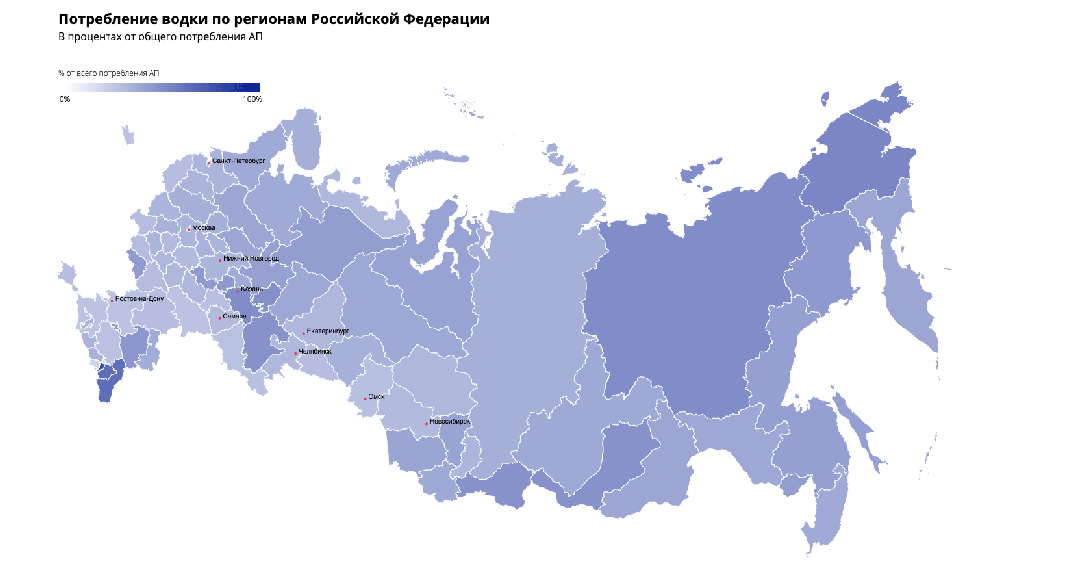 Потребление водки по регионам Российской Федерации
В процентах от общего потребления АП
% от всего потребления АП
0% 100%
Санкт-Петербург
Москва
Нижний Новгород
Казань
Ростов-на-Дону
Самара
Екатеринбург
Челябинск
Омск
Новосибирск